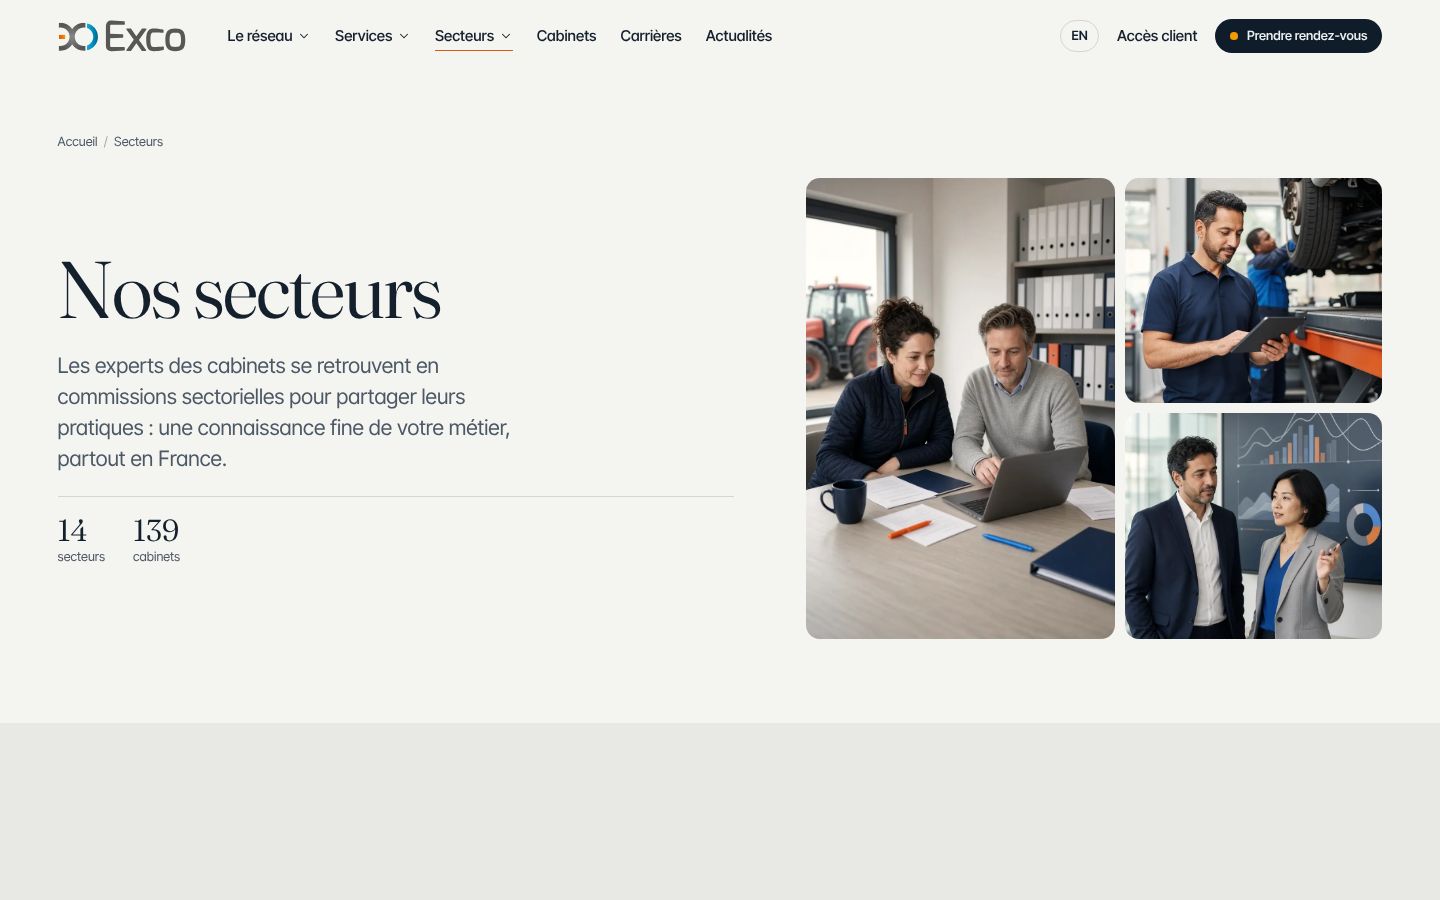 Exco
Le réseau
Services
Secteurs
Cabinets
Carrières
Actualités
EN
Accès client
Prendre rendez-vous
Accueil / Secteurs
Nos secteurs
Les experts des cabinets se retrouvent en
commissions sectorielles pour partager leurs
pratiques : une connaissance fine de votre métier,
partout en France.
14
secteurs
139
cabinets